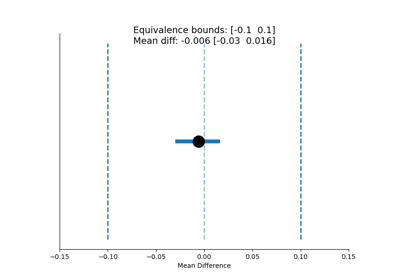 Equivalence bounds: [-0.1  0.1]
Mean diff: -0.006 [-0.03  0.016]
−0.15 −0.10 −0.05 0.00 0.05 0.10 0.15
Mean Difference